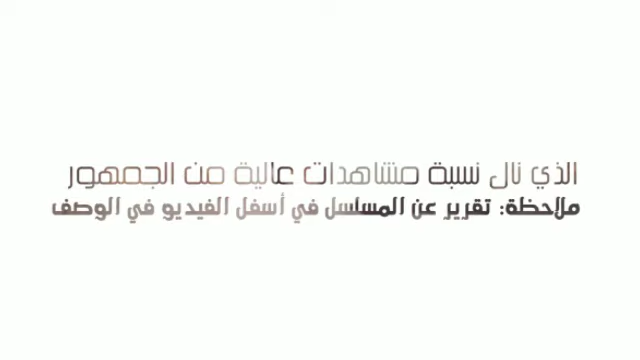 الذي نال نسبة مشاهدات عالية من الجمهور
ملاحظة: تقرير عن المسلسل في أسفل الفيديو في الوصف